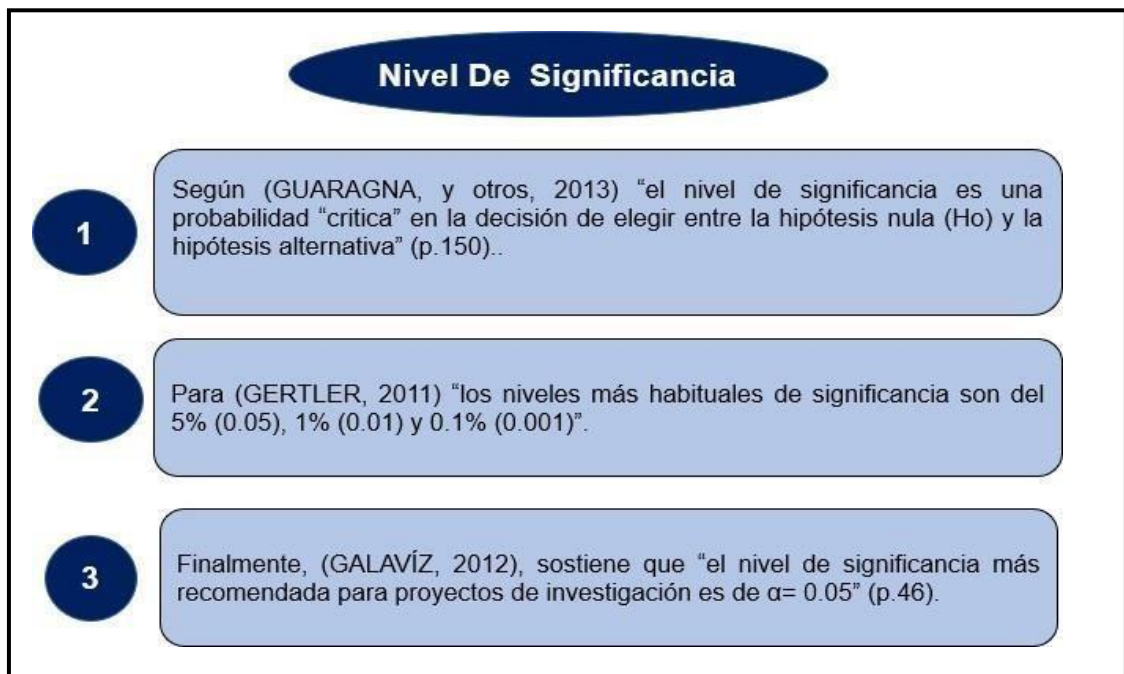 Nivel De Significancia
1
Según (GUARAGNA, y otros, 2013) “el nivel de significancia es una
probabilidad “critica” en la decisión de elegir entre la hipótesis nula (Ho) y la
hipótesis alternativa” (p.150)..
2
Para (GERTLER, 2011) “los niveles más habituales de significancia son del
5% (0.05), 1% (0.01) y 0.1% (0.001)”.
3
Finalmente, (GALAVÍZ, 2012), sostiene que “el nivel de significancia más
recomendada para proyectos de investigación es de α= 0.05” (p.46).